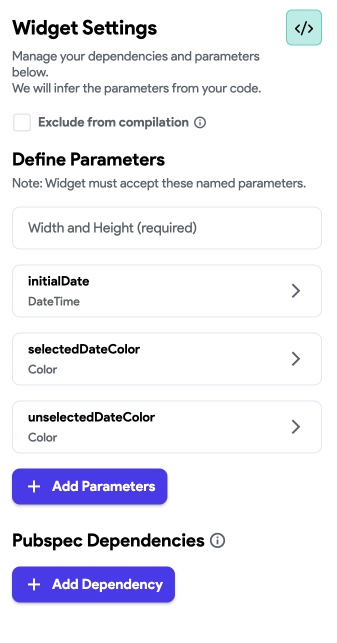 Widget Settings
</>
Manage your dependencies and parameters
below.
We will infer the parameters from your code.
Exclude from compilation
Define Parameters
Note: Widget must accept these named parameters.
Width and Height (required)
initialDate
DateTime
selectedDateColor
Color
unselectedDateColor
Color
+ Add Parameters
Pubspec Dependencies
+ Add Dependency